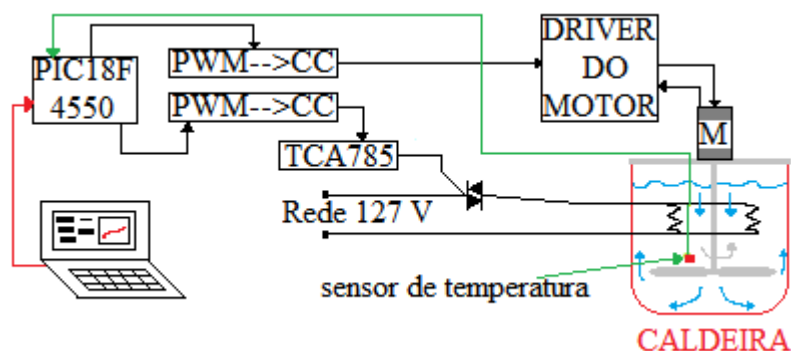 PIC18F
4550
PWM-->CC
PWM-->CC
TCA785
DRIVER
DO
MOTOR
M
Rede 127 V
sensor de temperatura
CALDEIRA